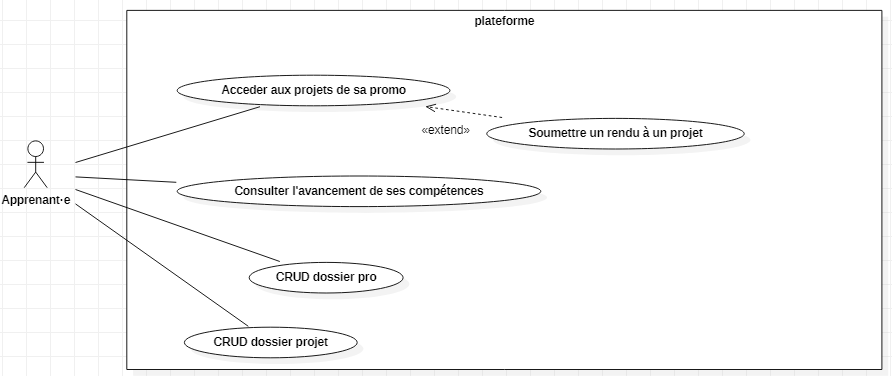 plateforme
Acceder aux projets de sa promo
«extend»
Soumettre un rendu à un projet
Apprenant·e
Consulter l'avancement de ses compétences
CRUD dossier pro
CRUD dossier projet